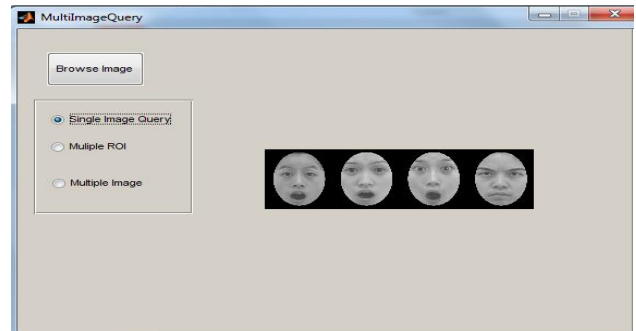 MultiImageQuery
Browse Image
Single Image Query
Muliple ROI
Multiple Image